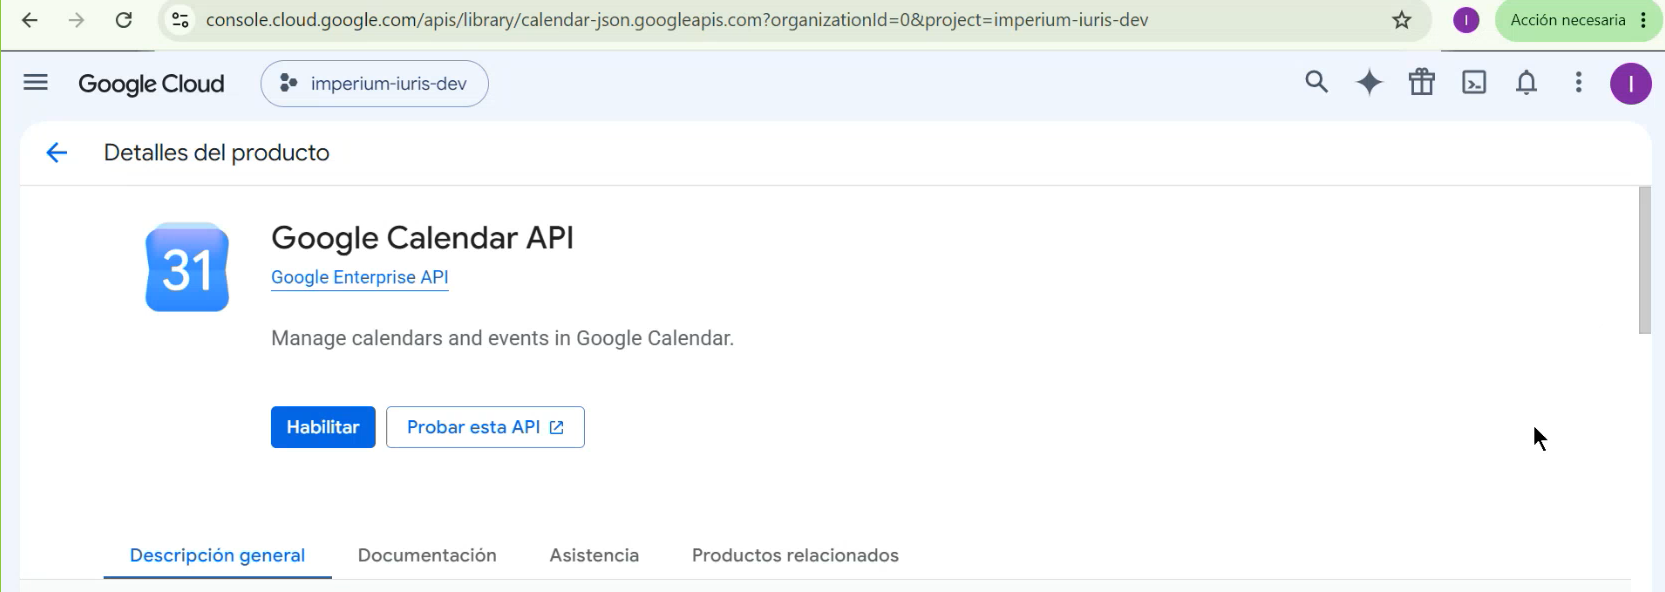 console.cloud.google.com/apis/library/calendar-json.googleapis.com?organizationId=0&project=imperium-iuris-dev
I
Acción necesaria
Google Cloud
imperium-iuris-dev
I
Detalles del producto
31
Google Calendar API
Google Enterprise API
Manage calendars and events in Google Calendar.
Habilitar
Probar esta API
Descripción general
Documentación
Asistencia
Productos relacionados